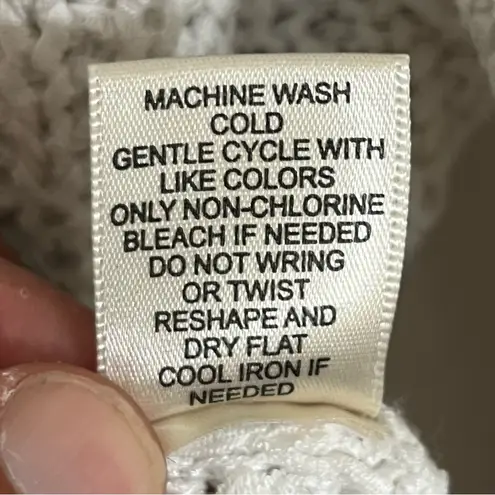 MACHINE WASH
COLD
GENTLE CYCLE WITH
LIKE COLORS
ONLY NON-CHLORINE
BLEACH IF NEEDED
DO NOT WRING
OR TWIST
RESHAPE AND
DRY FLAT
COOL IRON IF
NEEDED